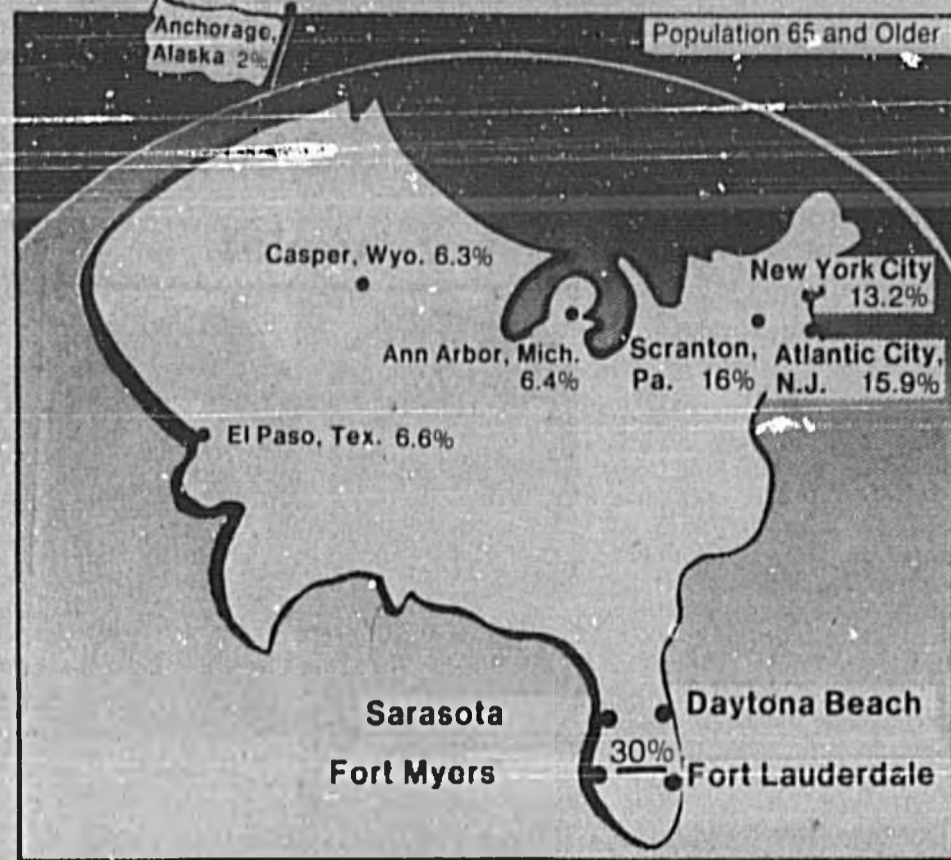 Anchorage,
Alaska 2%
Population 65 and Older
Casper, Wyo. 6.3%
New York City
13.2%
Ann Arbor, Mich.
6.4%
Scranton,
Pa. 16%
Atlantic City,
N.J. 15.9%
El Paso, Tex. 6.6%
Sarasota
Daytona Beach
30%
Fort Myers
Fort Lauderdale